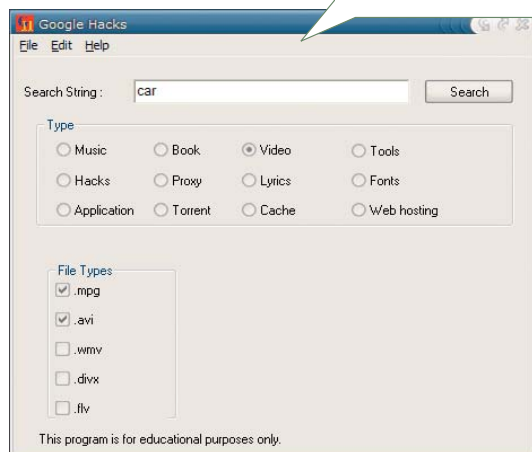 Google Hacks
File Edit Help
Search String : car Search
Type
Music Book Video Tools
Hacks Proxy Lyrics Fonts
Application Torrent Cache Web hosting
File Types
.mpg
.avi
.wmv
.divx
.flv
This program is for educational purposes only.